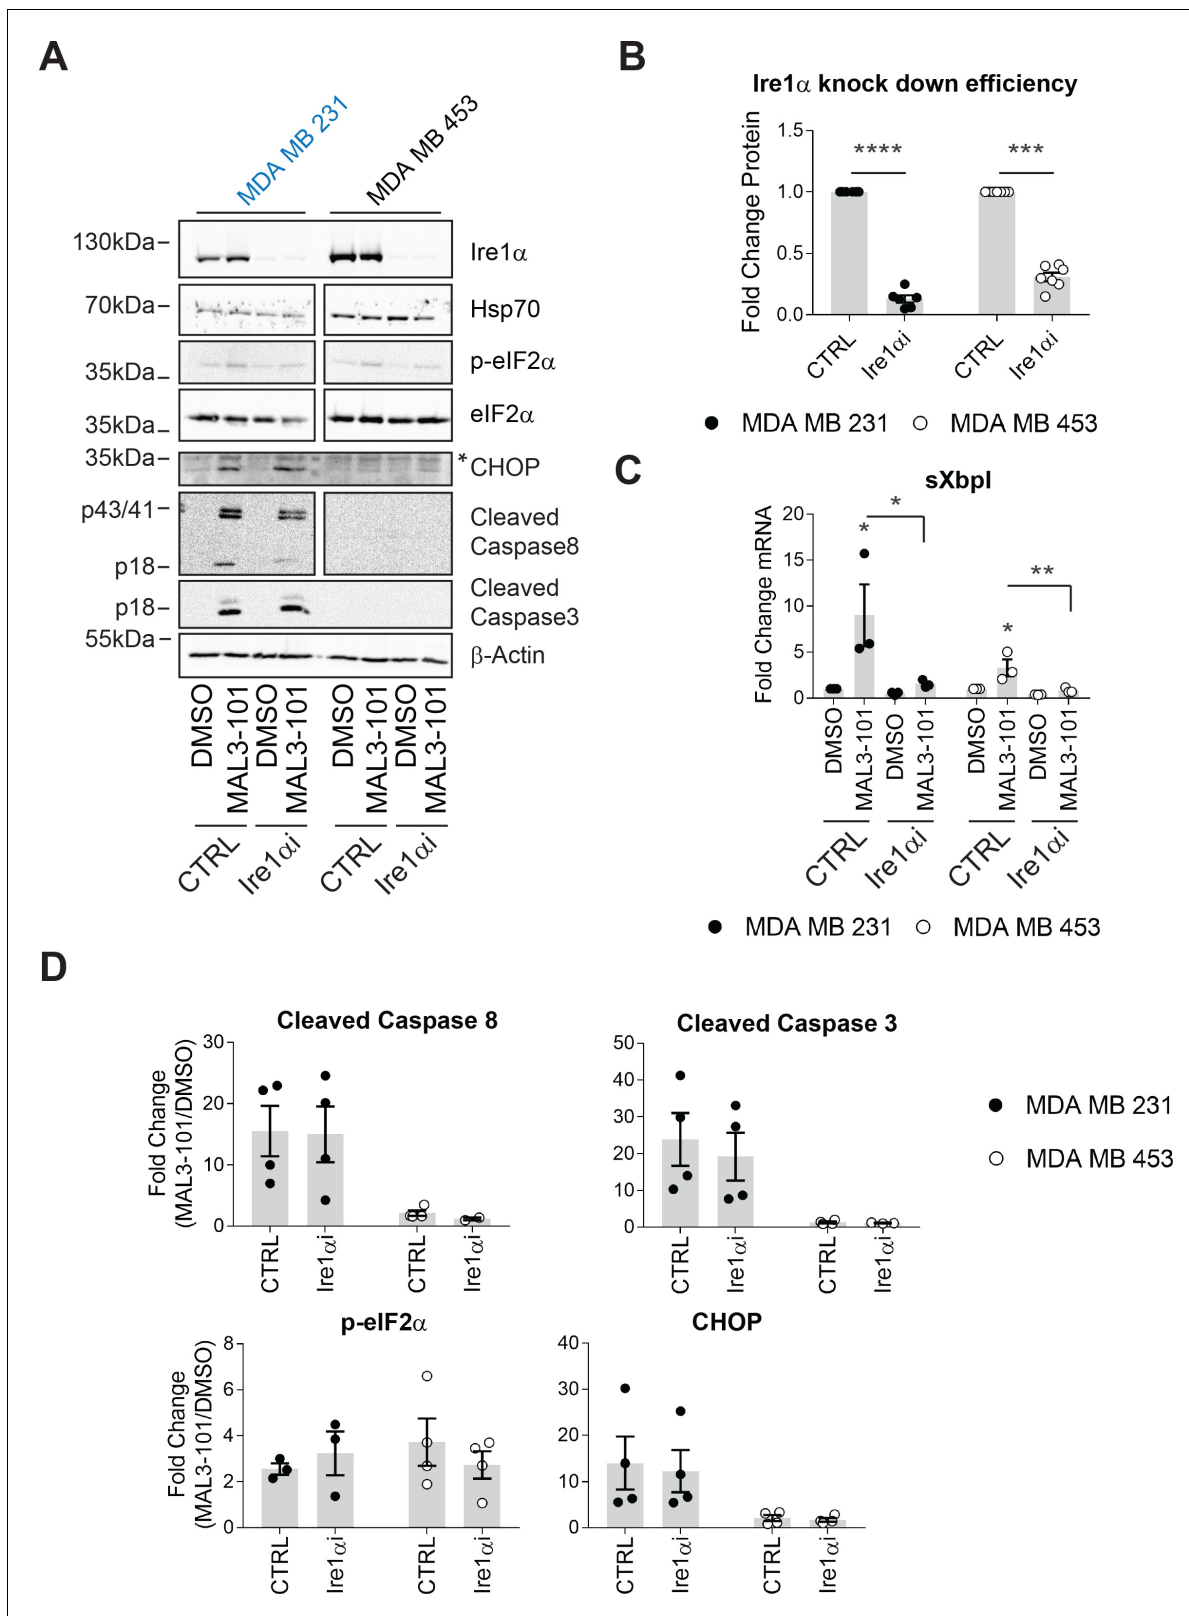 A
MDA MB 231
MDA MB 453
130kDa
Ire1α
70kDa
Hsp70
35kDa
p-eIF2α
35kDa
eIF2α
35kDa
*
CHOP
p43/41
p18
Cleaved
Caspase8
p18
Cleaved
Caspase3
55kDa
β-Actin
DMSO
MAL3-101
DMSO
MAL3-101
DMSO
MAL3-101
DMSO
MAL3-101
CTRL
Ire1αi
CTRL
Ire1αi
B
Ire1α knock down efficiency
Fold Change Protein
1.5
1.0
0.5
0.0
****
***
CTRL
Ire1αi
CTRL
Ire1αi
MDA MB 231
MDA MB 453
C
sXbpI
Fold Change mRNA
20
15
10
5
0
*
*
*
**
DMSO
MAL3-101
DMSO
MAL3-101
DMSO
MAL3-101
DMSO
MAL3-101
CTRL
Ire1αi
CTRL
Ire1αi
MDA MB 231
MDA MB 453
D
Cleaved Caspase 8
Fold Change
(MAL3-101/DMSO)
30
20
10
0
CTRL
Ire1αi
CTRL
Ire1αi
Cleaved Caspase 3
50
40
30
20
10
0
CTRL
Ire1αi
CTRL
Ire1αi
MDA MB 231
MDA MB 453
p-eIF2α
Fold Change
(MAL3-101/DMSO)
8
6
4
2
0
CTRL
Ire1αi
CTRL
Ire1αi
CHOP
40
30
20
10
0
CTRL
Ire1αi
CTRL
Ire1αi